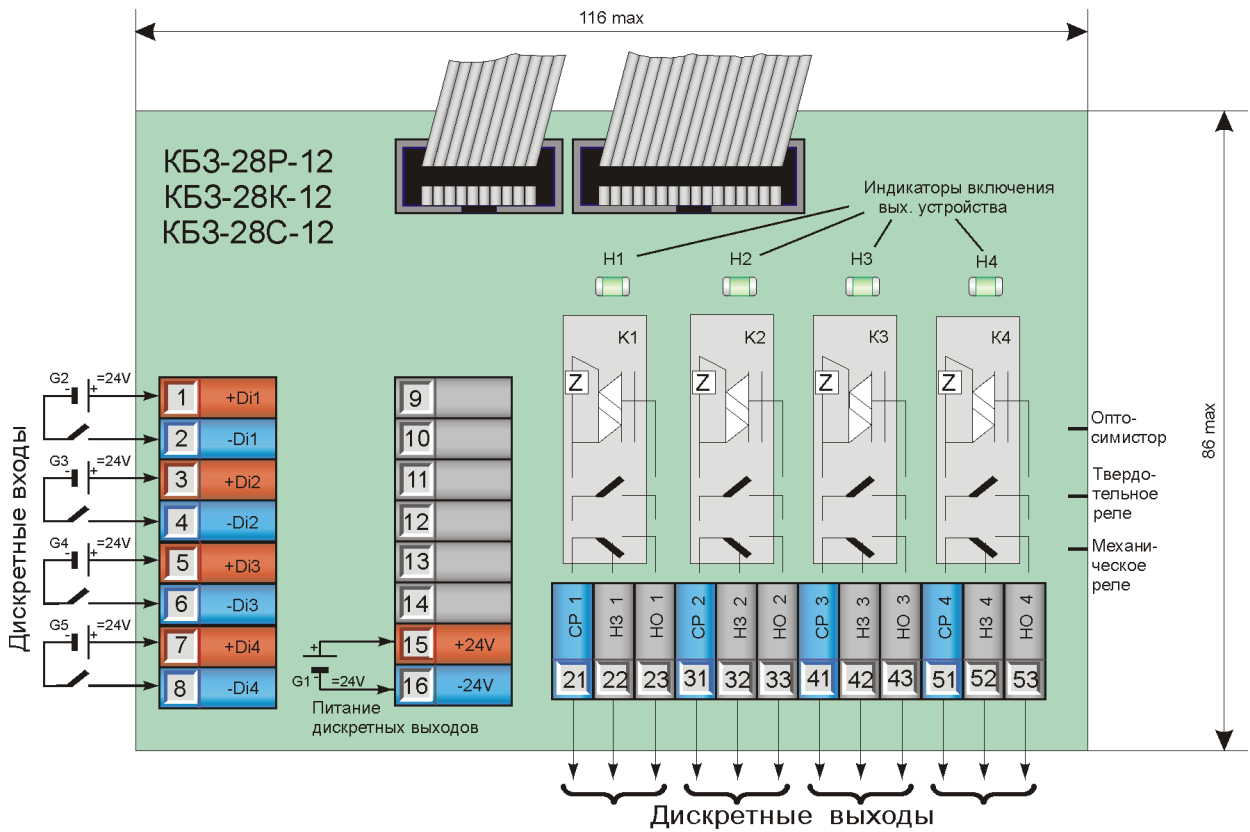 116 max
КБЗ-28Р-12
КБЗ-28К-12
КБЗ-28С-12
Индикаторы включения
вых. устройства
H1
H2
H3
H4
K1
K2
K3
K4
Z
Z
Z
Z
86 max
Опто-
симистор
Твердо-
тельное
реле
Механи-
ческое
реле
Дискретные входы
G2
- + =24V
1 +Di1
2 -Di1
G3
- + =24V
3 +Di2
4 -Di2
G4
- + =24V
5 +Di3
6 -Di3
G5
- + =24V
7 +Di4
8 -Di4
9
10
11
12
13
14
15 +24V
16 -24V
+
G1 - =24V
Питание
дискретных выходов
СР 1
НЗ 1
НО 1
СР 2
НЗ 2
НО 2
СР 3
НЗ 3
НО 3
СР 4
НЗ 4
НО 4
21 22 23 31 32 33 41 42 43 51 52 53
Дискретные выходы